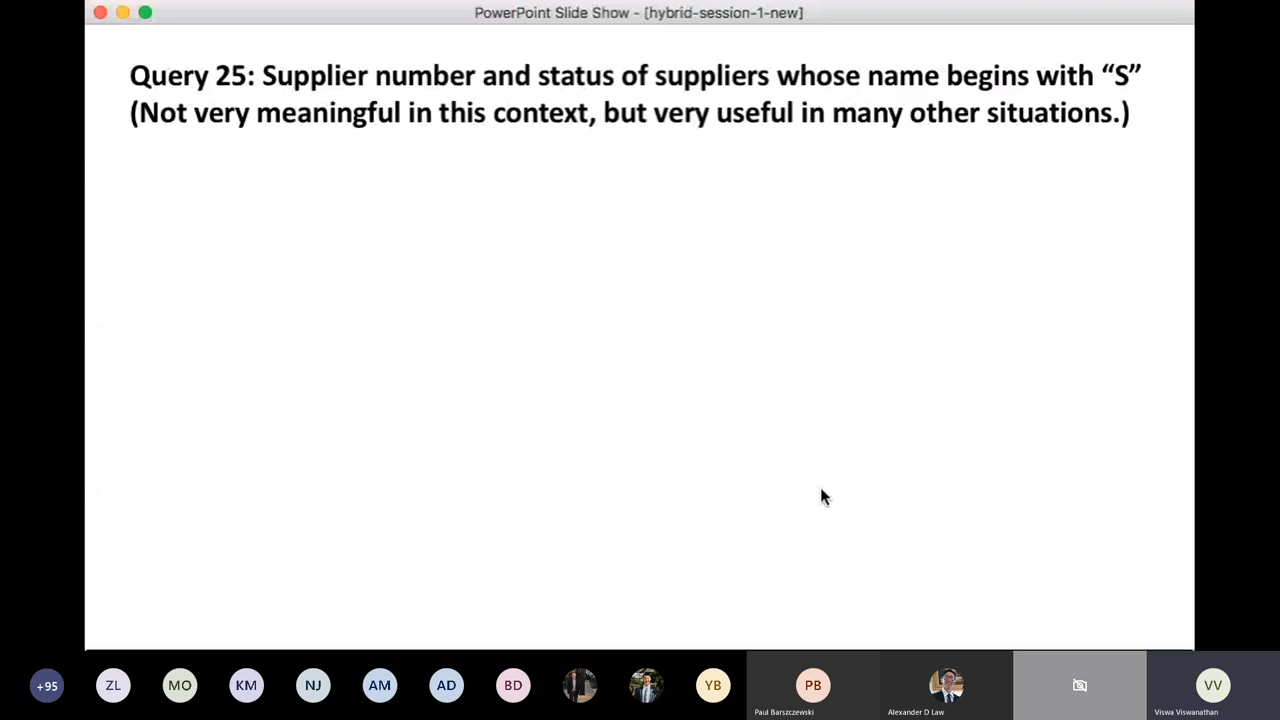 PowerPoint Slide Show - [hybrid-session-1-new]
Query 25: Supplier number and status of suppliers whose name begins with “S”
(Not very meaningful in this context, but very useful in many other situations.)
+95
ZL
MO
KM
NJ
AM
AD
BD
YB
PB
VV
Paul Barszczewski
Alexander D Law
Viswa Viswanathan